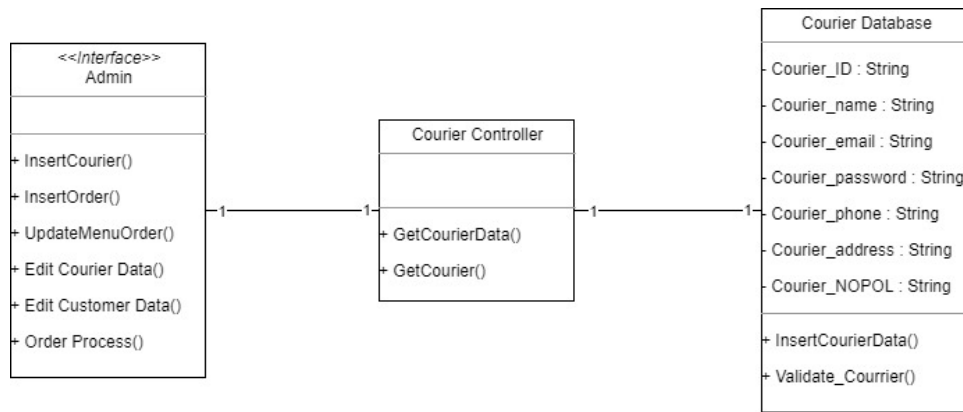 <<Interface>>
Admin
+ InsertCourier()
+ InsertOrder()
+ UpdateMenuOrder()
+ Edit Courier Data()
+ Edit Customer Data()
+ Order Process()
1
1
Courier Controller
+ GetCourierData()
+ GetCourier()
1
1
Courier Database
- Courier_ID : String
- Courier_name : String
- Courier_email : String
- Courier_password : String
- Courier_phone : String
- Courier_address : String
- Courier_NOPOL : String
+ InsertCourierData()
+ Validate_Courrier()